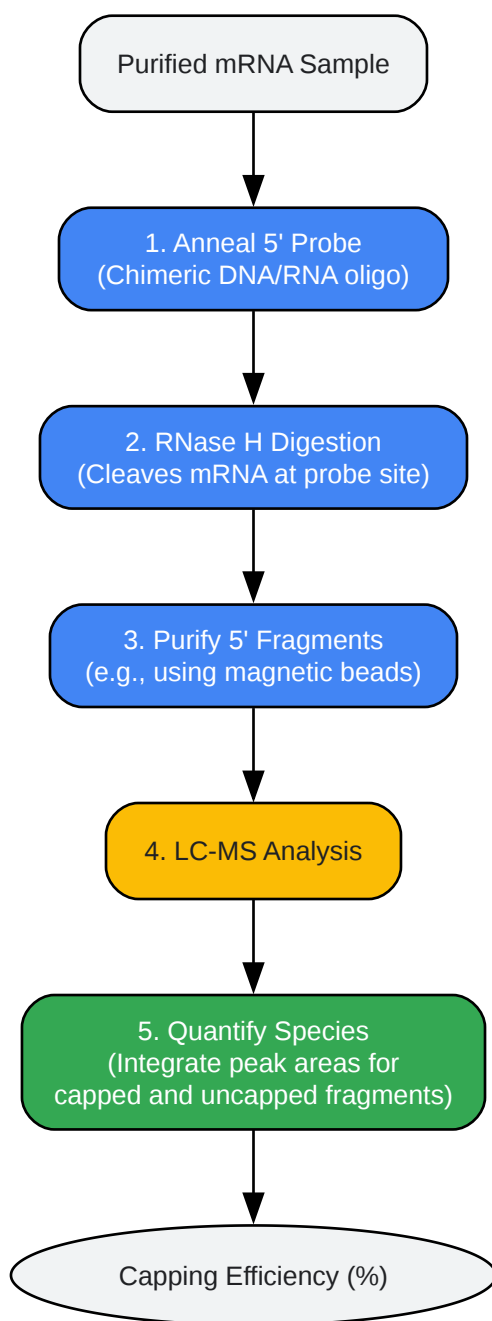 Purified mRNA Sample
1. Anneal 5' Probe
(Chimeric DNA/RNA oligo)
2. RNase H Digestion
(Cleaves mRNA at probe site)
3. Purify 5' Fragments
(e.g., using magnetic beads)
4. LC-MS Analysis
5. Quantify Species
(Integrate peak areas for
capped and uncapped fragments)
Capping Efficiency (%)